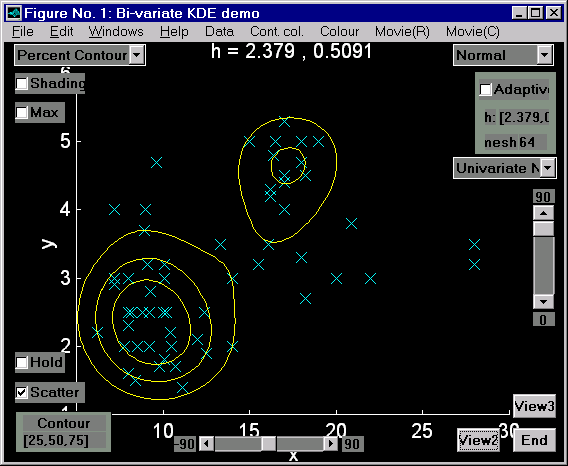 Figure No. 1: Bi-variate KDE demo
File Edit Windows Help Data Cont. col. Colour Movie(R) Movie(C)
Percent Contour
h = 2.379 , 0.5091
Normal
6
Shading
Adaptive
Max
h: [2.379,0
5
nesh 64
Univariate N
90
4
y
3
0
2
Hold
Scatter
1
View3
Contour
[25,50,75]
10 15 20 25 30
-90
90
x
View2
End